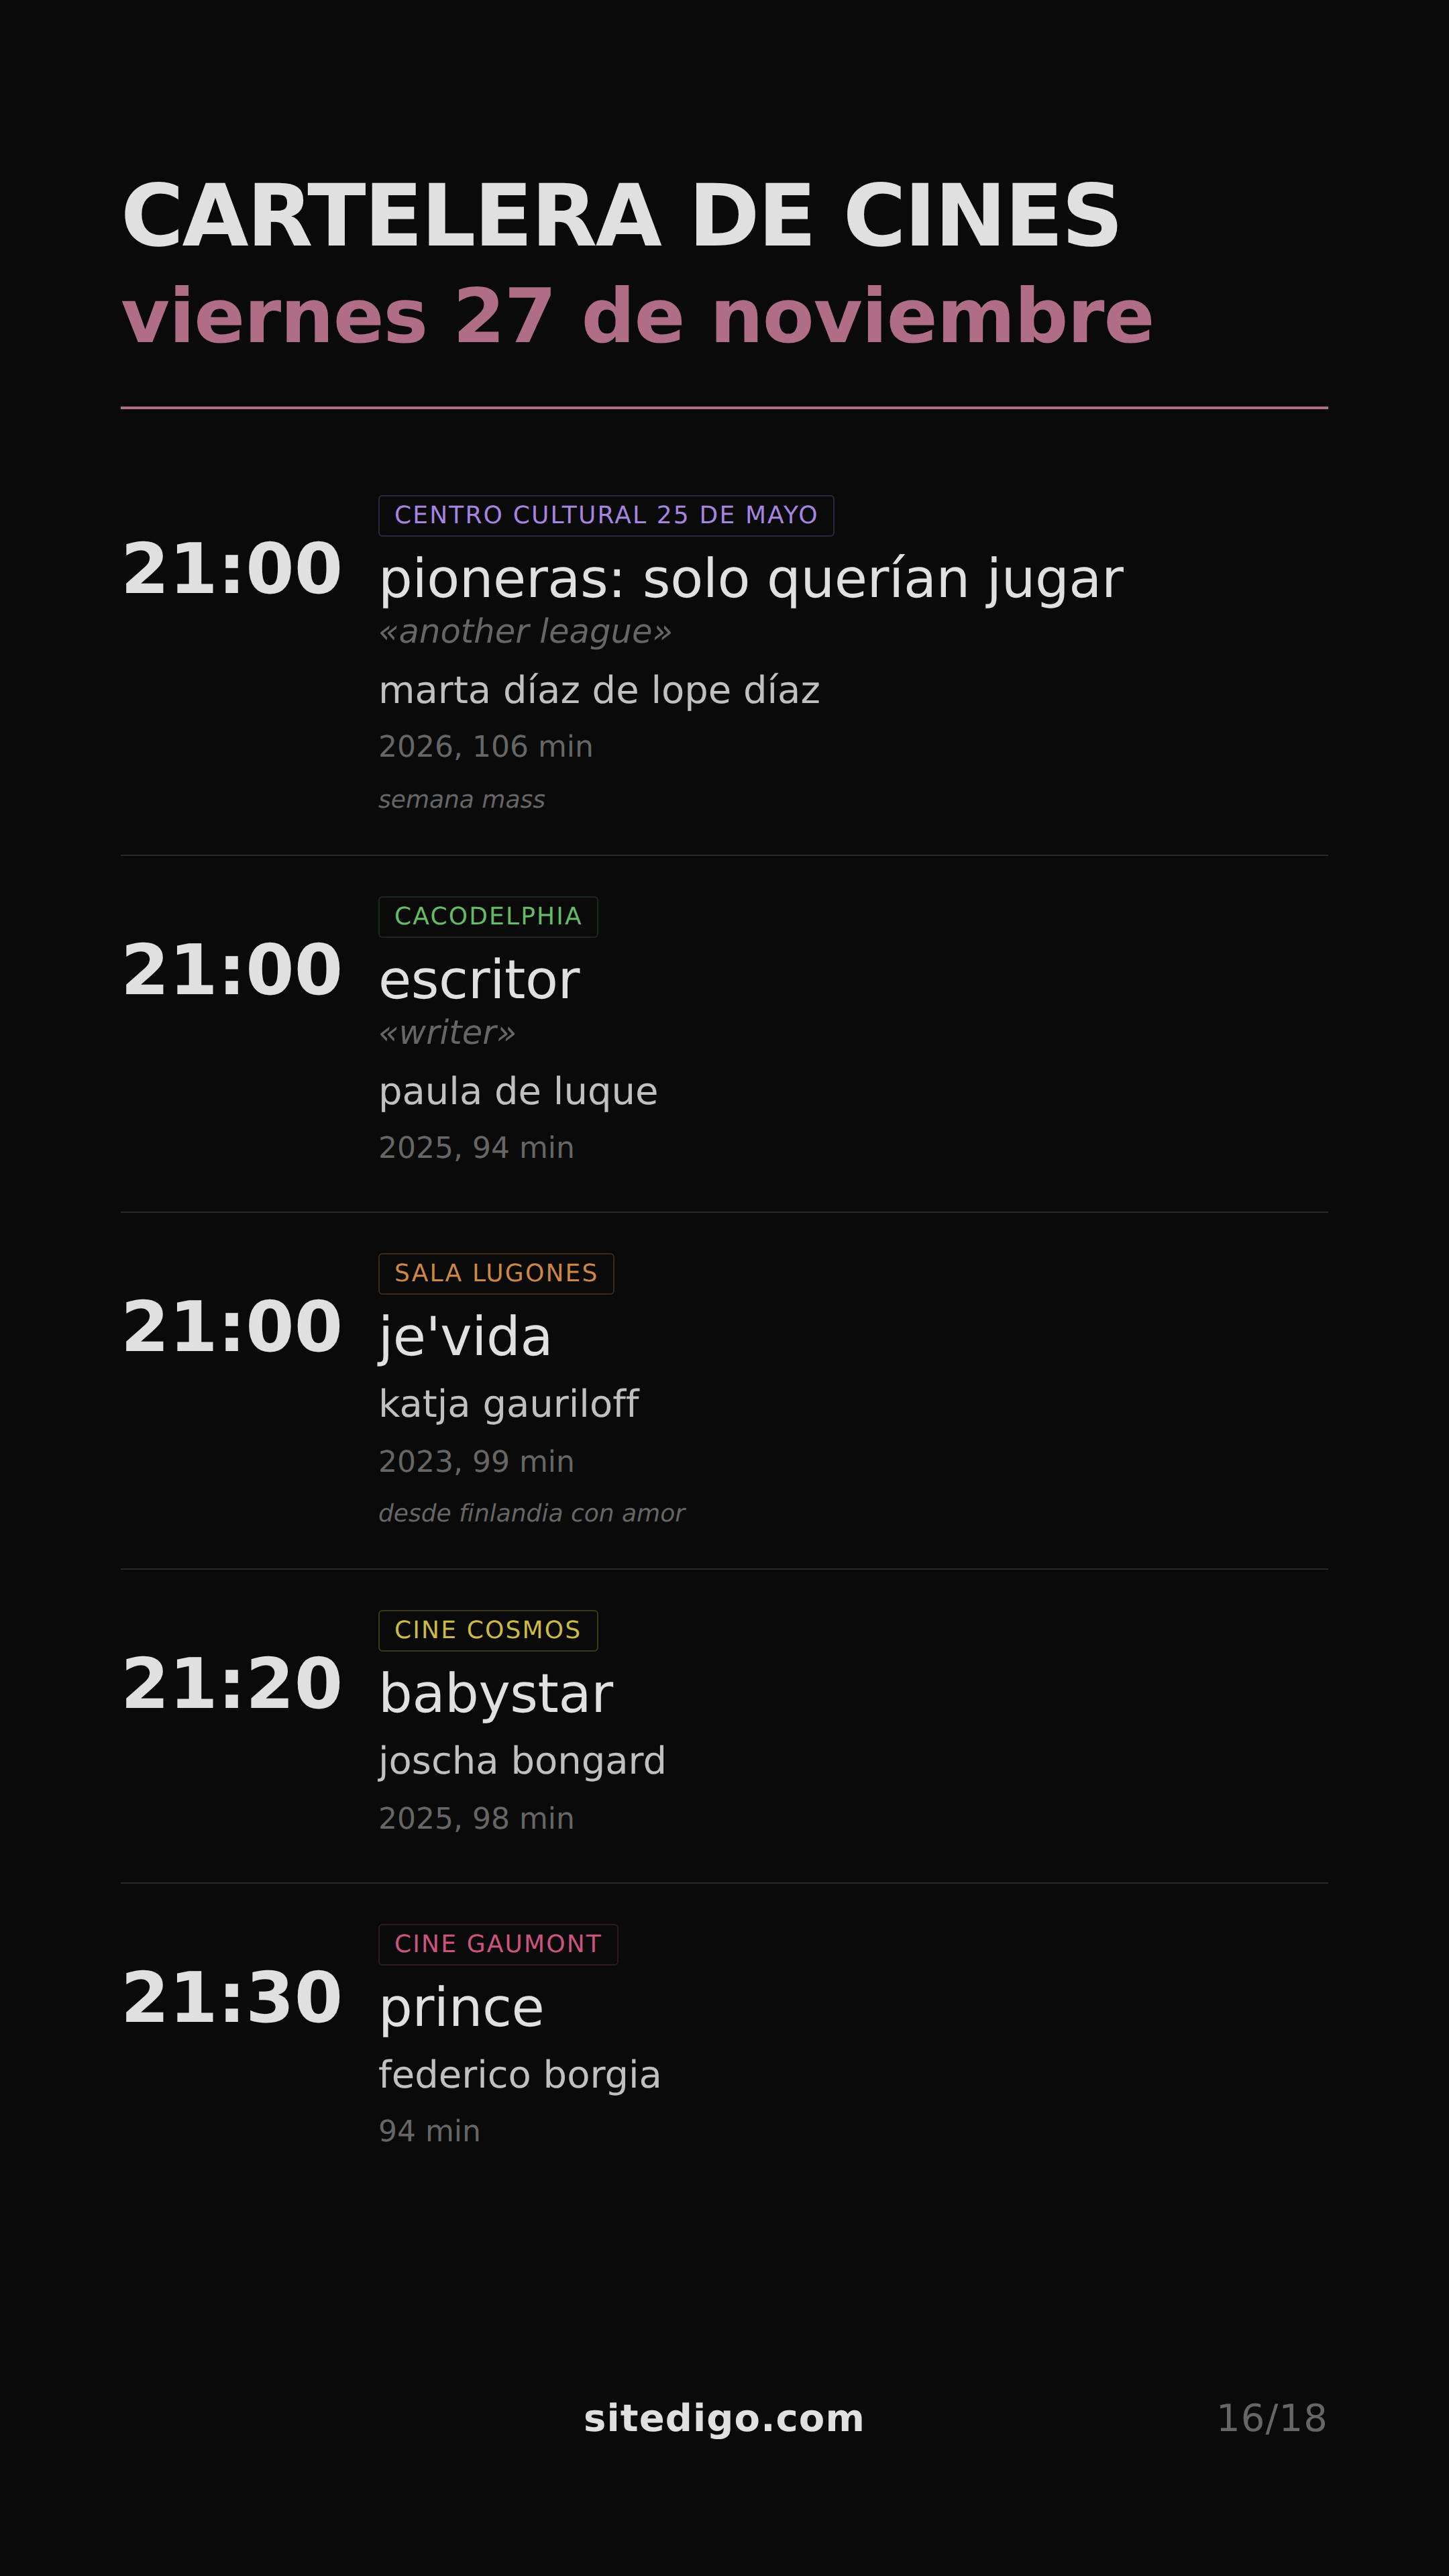 CARTELERA DE CINES
viernes 27 de noviembre
CENTRO CULTURAL 25 DE MAYO
21:00
pioneras: solo querían jugar
«another league»
marta díaz de lope díaz
2026, 106 min
semana mass
CACODELPHIA
21:00
escritor
«writer»
paula de luque
2025, 94 min
SALA LUGONES
21:00
je'vida
katja gauriloff
2023, 99 min
desde finlandia con amor
CINE COSMOS
21:20
babystar
joscha bongard
2025, 98 min
CINE GAUMONT
21:30
prince
federico borgia
94 min
sitedigo.com
16/18